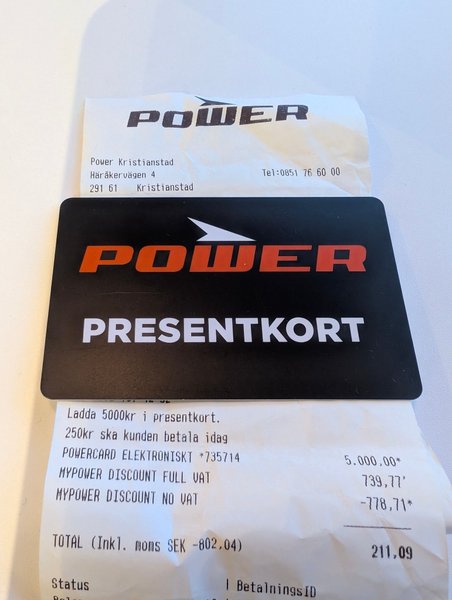 POWER
Power Kristianstad
Häråkervägen 4 Tel:0851 76 60 00
291 61 Kristianstad
POWER
PRESENTKORT
Ladda 5000kr i presentkort.
250kr ska kunden betala idag
POWERCARD ELEKTRONISKT *735714 5.000,00*
MYPOWER DISCOUNT FULL VAT 739,77'
MYPOWER DISCOUNT NO VAT -778,71*
TOTAL (Inkl. moms SEK -802,04) 211,09
Status | BetalningsID